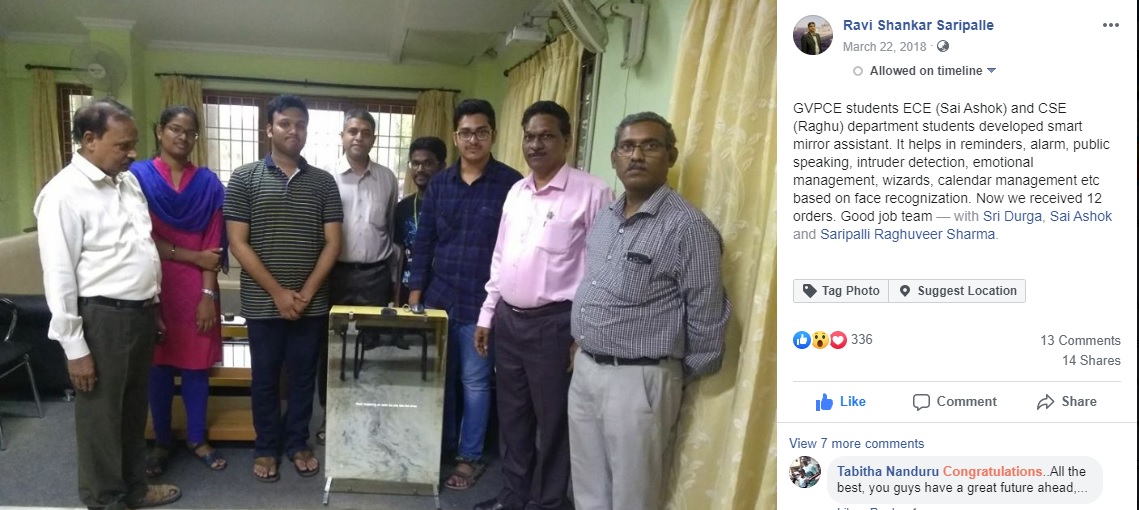 Ravi Shankar Saripalle
March 22, 2018 ·
Allowed on timeline
GVPCE students ECE (Sai Ashok) and CSE
(Raghu) department students developed smart
mirror assistant. It helps in reminders, alarm, public
speaking, intruder detection, emotional
management, wizards, calendar management etc
based on face recognization. Now we received 12
orders. Good job team — with Sri Durga, Sai Ashok
and Saripalli Raghuveer Sharma.
Tag Photo Suggest Location
336
13 Comments
14 Shares
Like Comment Share
View 7 more comments
Tabitha Nanduru Congratulations..All the
best, you guys have a great future ahead,...